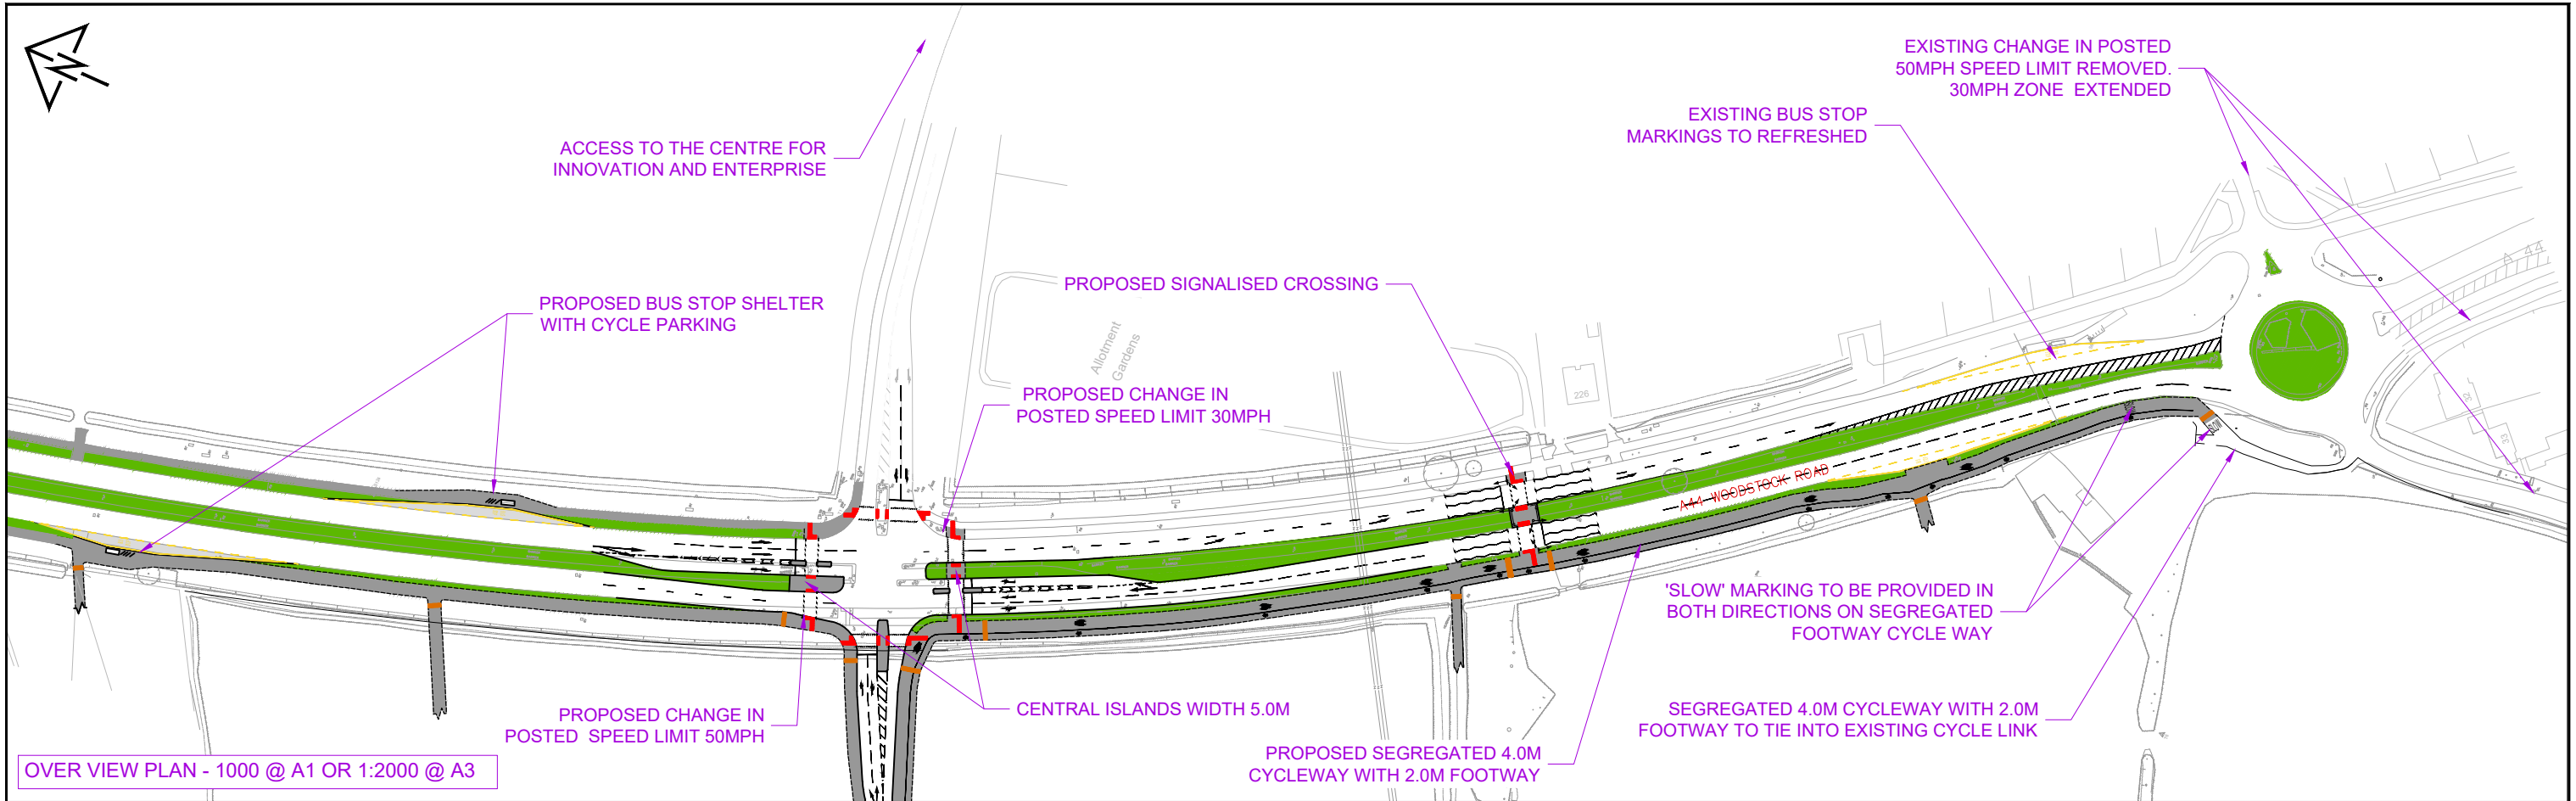 EXISTING CHANGE IN POSTED
50MPH SPEED LIMIT REMOVED.
30MPH ZONE EXTENDED
EXISTING BUS STOP
MARKINGS TO REFRESHED
ACCESS TO THE CENTRE FOR
INNOVATION AND ENTERPRISE
PROPOSED SIGNALISED CROSSING
PROPOSED BUS STOP SHELTER
WITH CYCLE PARKING
Allotment
Gardens
A 44
226
PROPOSED CHANGE IN
POSTED SPEED LIMIT 30MPH
33
A44 WOODSTOCK ROAD
SLOW
'SLOW' MARKING TO BE PROVIDED IN
BOTH DIRECTIONS ON SEGREGATED
FOOTWAY CYCLE WAY
CENTRAL ISLANDS WIDTH 5.0M
PROPOSED CHANGE IN
POSTED SPEED LIMIT 50MPH
SEGREGATED 4.0M CYCLEWAY WITH 2.0M
FOOTWAY TO TIE INTO EXISTING CYCLE LINK
PROPOSED SEGREGATED 4.0M
CYCLEWAY WITH 2.0M FOOTWAY
OVER VIEW PLAN - 1000 @ A1 OR 1:2000 @ A3